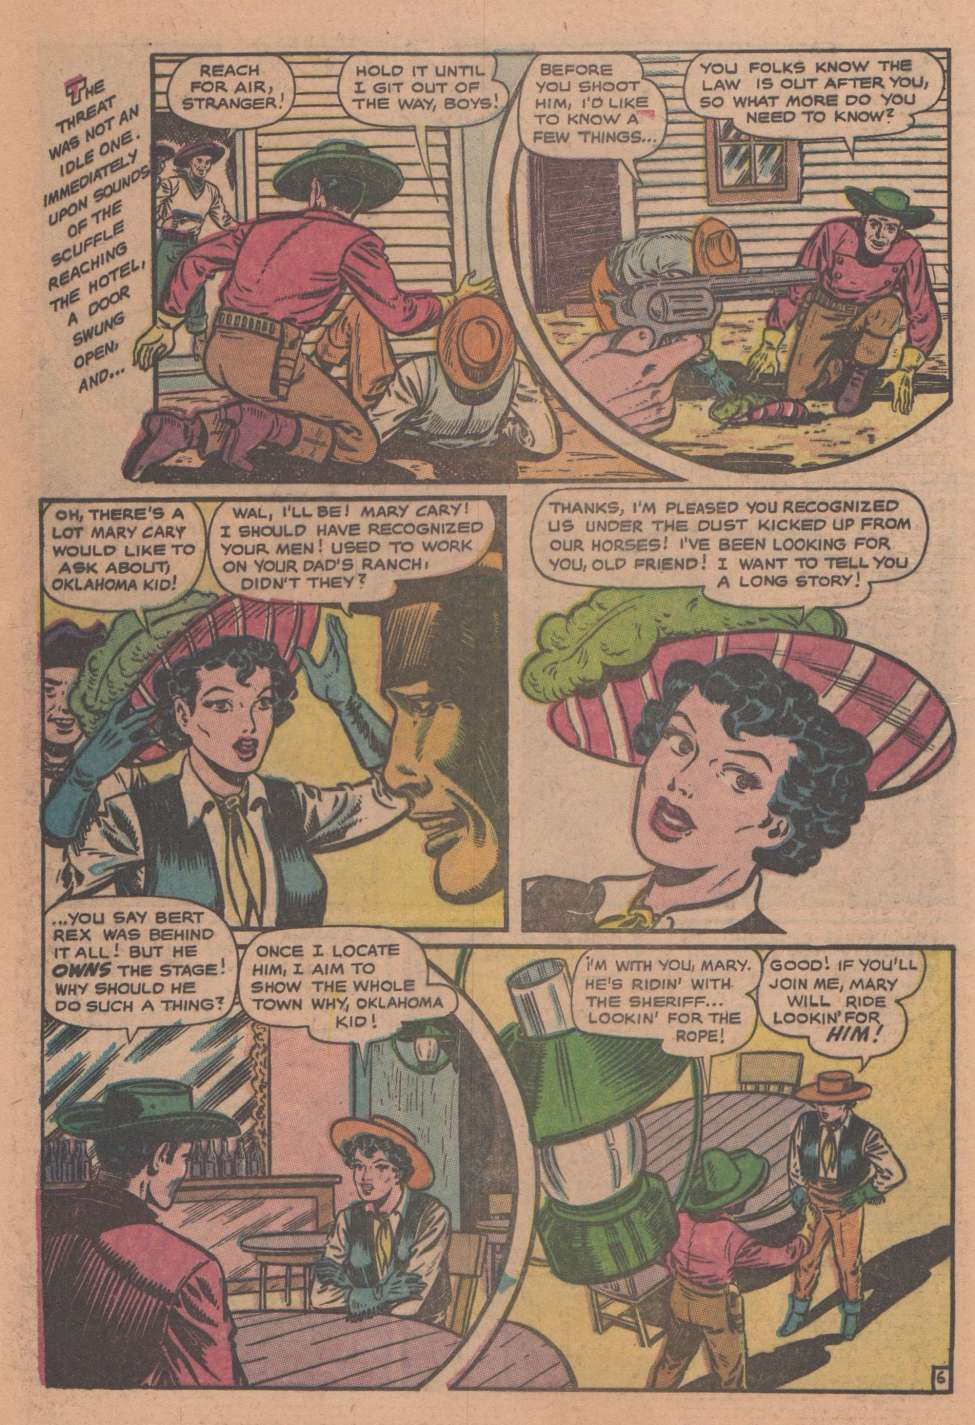 THE
THREAT
WAS NOT AN
IDLE ONE.
IMMEDIATELY
UPON SOUNDS
OF THE
SCUFFLE
REACHING
THE HOTEL,
A DOOR
SWUNG
OPEN,
AND...
REACH
FOR AIR,
STRANGER!
HOLD IT UNTIL
I GIT OUT OF
THE WAY, BOYS!
BEFORE
YOU SHOOT
HIM, I'D LIKE
TO KNOW A
FEW THINGS...
YOU FOLKS KNOW THE
LAW IS OUT AFTER YOU,
SO WHAT MORE DO YOU
NEED TO KNOW?
OH, THERE'S A
LOT MARY CARY
WOULD LIKE TO
ASK ABOUT,
OKLAHOMA KID!
WAL, I'LL BE! MARY CARY!
I SHOULD HAVE RECOGNIZED
YOUR MEN! USED TO WORK
ON YOUR DAD'S RANCH,
DIDN'T THEY?
THANKS, I'M PLEASED YOU RECOGNIZED
US UNDER THE DUST KICKED UP FROM
OUR HORSES! I'VE BEEN LOOKING FOR
YOU, OLD FRIEND! I WANT TO TELL YOU
A LONG STORY!
...YOU SAY BERT
REX WAS BEHIND
IT ALL! BUT HE
OWNS THE STAGE!
WHY SHOULD HE
DO SUCH A THING?
ONCE I LOCATE
HIM, I AIM TO
SHOW THE WHOLE
TOWN WHY, OKLAHOMA
KID!
I'M WITH YOU, MARY.
HE'S RIDIN' WITH
THE SHERIFF...
LOOKIN' FOR THE
ROPE!
GOOD! IF YOU'LL
JOIN ME, MARY
WILL RIDE
LOOKIN' FOR
HIM!
6